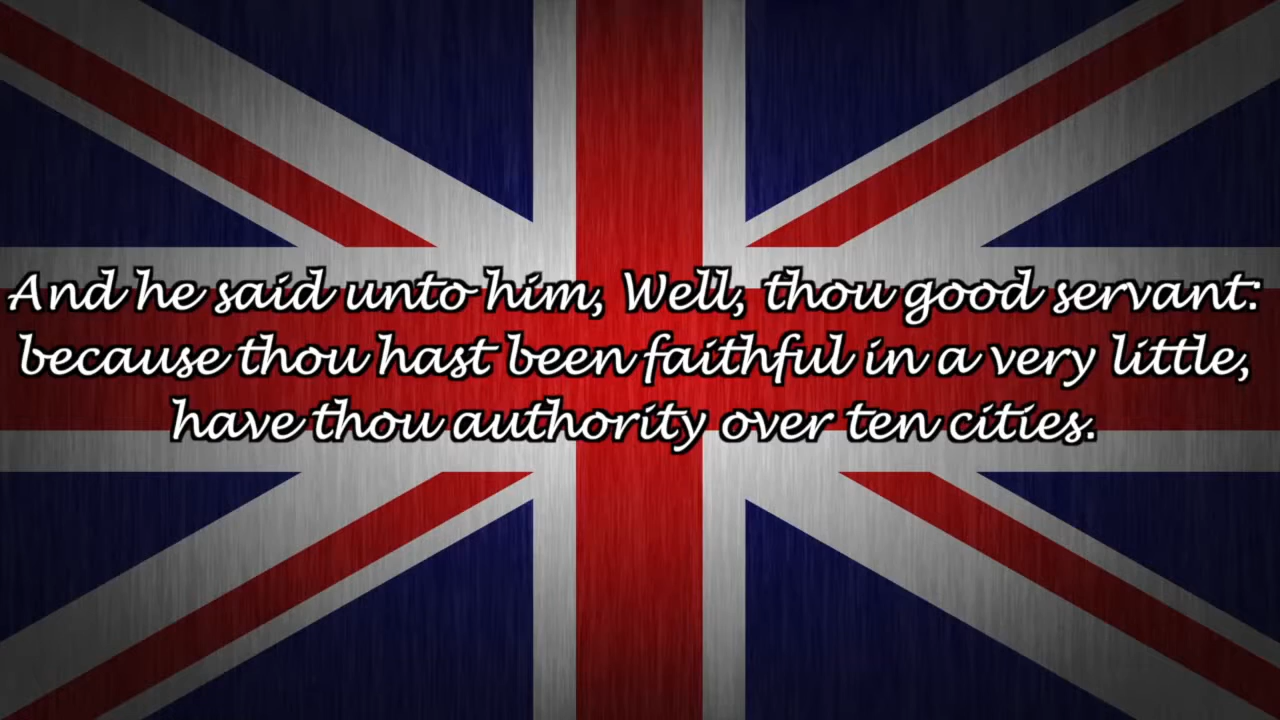 And he said unto him, Well, thou good servant:
because thou hast been faithful in a very little,
have thou authority over ten cities.